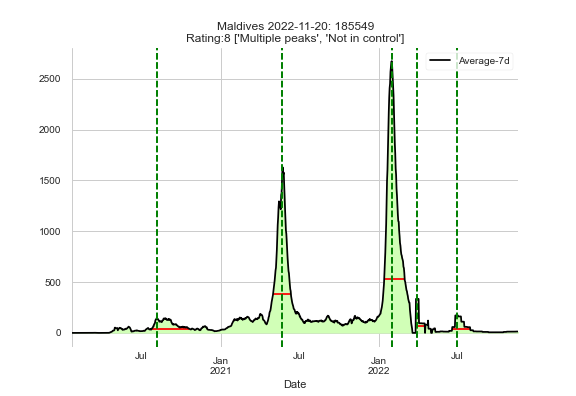 Maldives 2022-11-20: 185549
Rating:8 ['Multiple peaks', 'Not in control']
Average-7d
2500
2000
1500
1000
500
0
Jul
Jan
2021
Jul
Jan
2022
Jul
Date